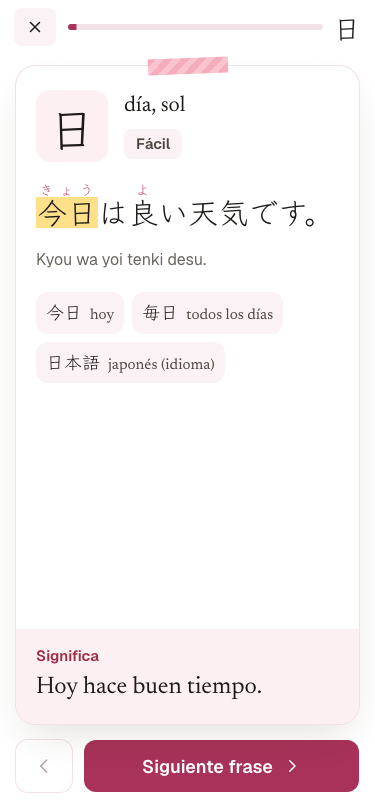 日
日
día, sol
Fácil
きょう よ
今日は良い天気です。
Kyou wa yoi tenki desu.
今日 hoy
毎日 todos los días
日本語 japonés (idioma)
Significa
Hoy hace buen tiempo.
Siguiente frase